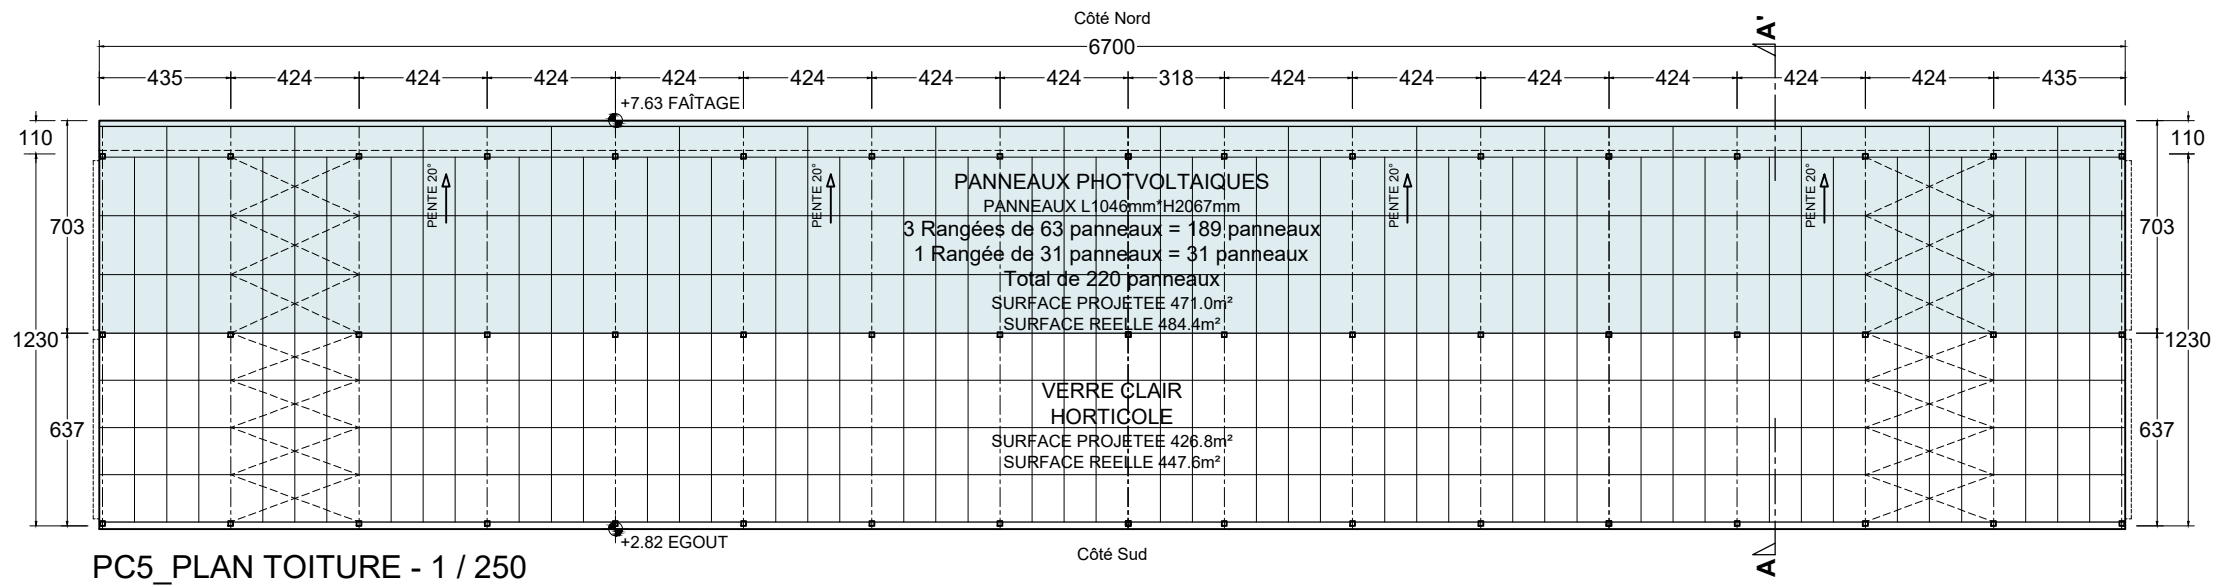 Côté Nord
A'
6700
435 424 424 424 424 424 424 424 318 424 424 424 424 424 424 435
+7.63 FAÎTAGE
110 110
PENTE 20° PENTE 20° PENTE 20° PENTE 20°
PANNEAUX PHOTVOLTAIQUES
PANNEAUX L1046mm*H2067mm
703 703
3 Rangées de 63 panneaux = 189 panneaux
1 Rangée de 31 panneaux = 31 panneaux
Total de 220 panneaux
SURFACE PROJETEE 471.0m²
SURFACE REELLE 484.4m²
1230 1230
VERRE CLAIR
HORTICOLE
637 637
SURFACE PROJETEE 426.8m²
SURFACE REELLE 447.6m²
+2.82 EGOUT
Côté Sud
A
PC5_PLAN TOITURE - 1 / 250